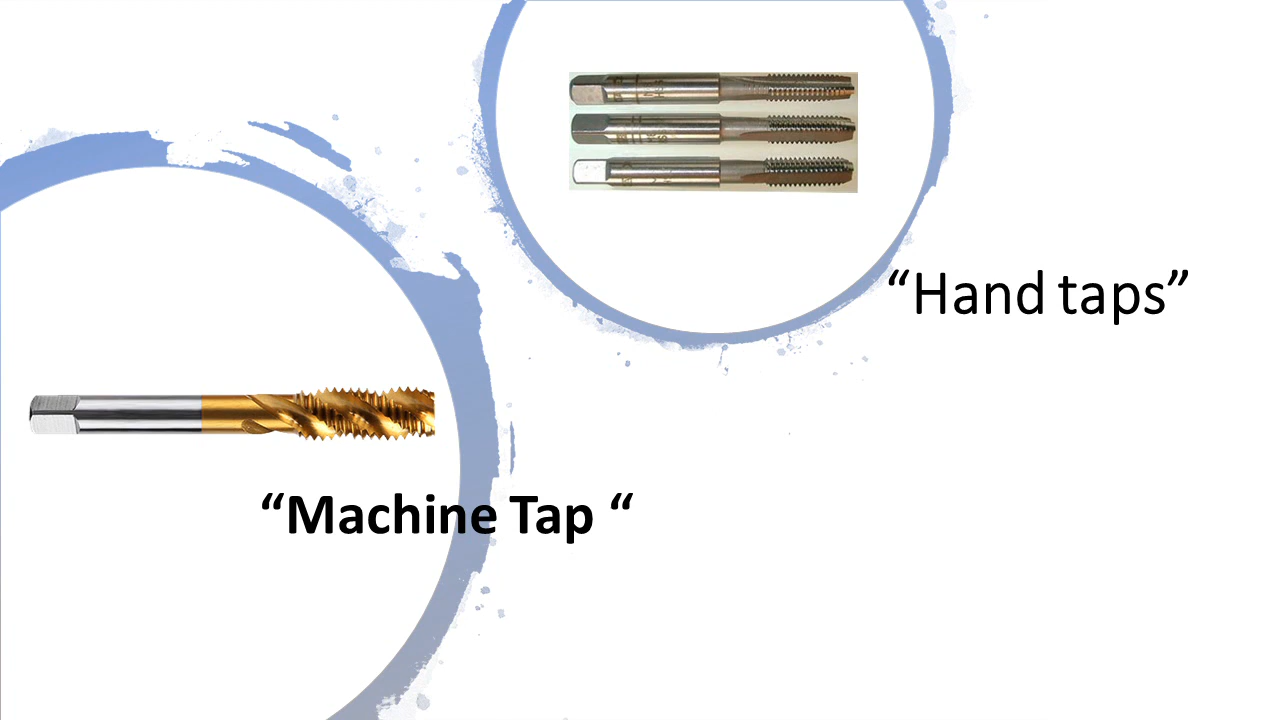 “Hand taps”
“Machine Tap “